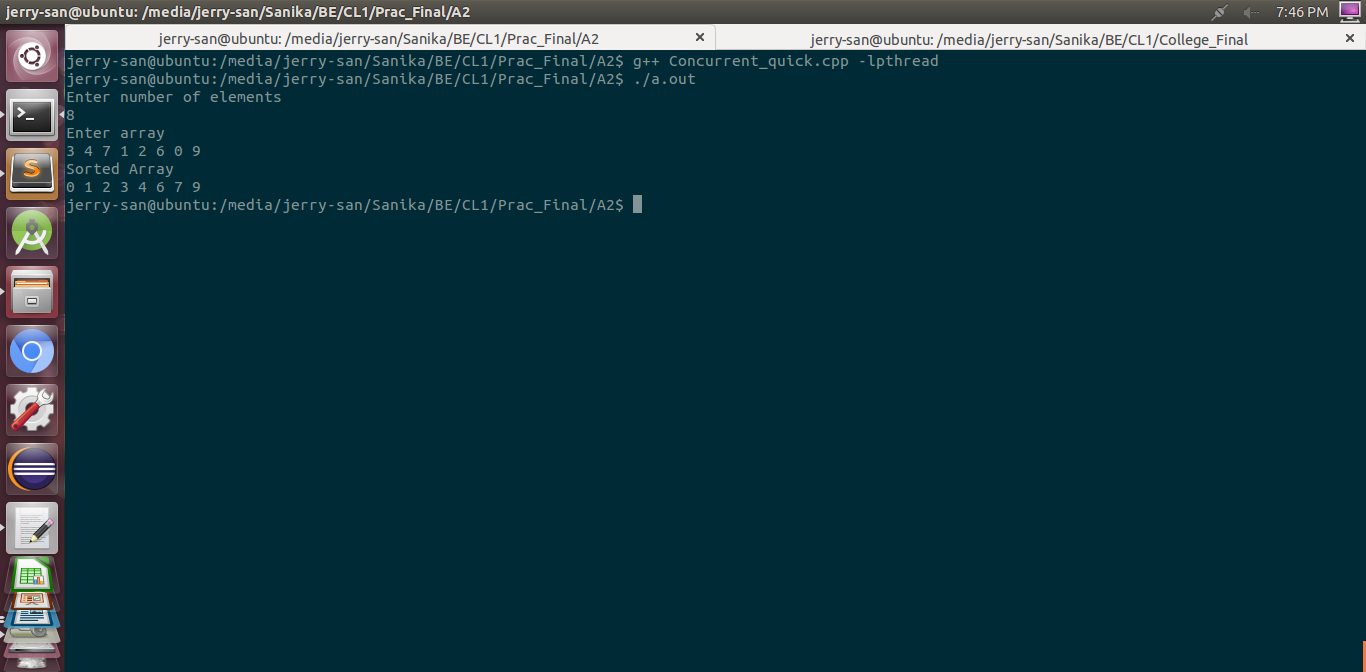 jerry-san@ubuntu: /media/jerry-san/Sanika/BE/CL1/Prac_Final/A2
7:46 PM
jerry-san@ubuntu: /media/jerry-san/Sanika/BE/CL1/Prac_Final/A2 ×
jerry-san@ubuntu: /media/jerry-san/Sanika/BE/CL1/College_Final ×
jerry-san@ubuntu:/media/jerry-san/Sanika/BE/CL1/Prac_Final/A2$ g++ Concurrent_quick.cpp -lpthread
jerry-san@ubuntu:/media/jerry-san/Sanika/BE/CL1/Prac_Final/A2$ ./a.out
Enter number of elements
8
Enter array
3 4 7 1 2 6 0 9
Sorted Array
0 1 2 3 4 6 7 9
jerry-san@ubuntu:/media/jerry-san/Sanika/BE/CL1/Prac_Final/A2$